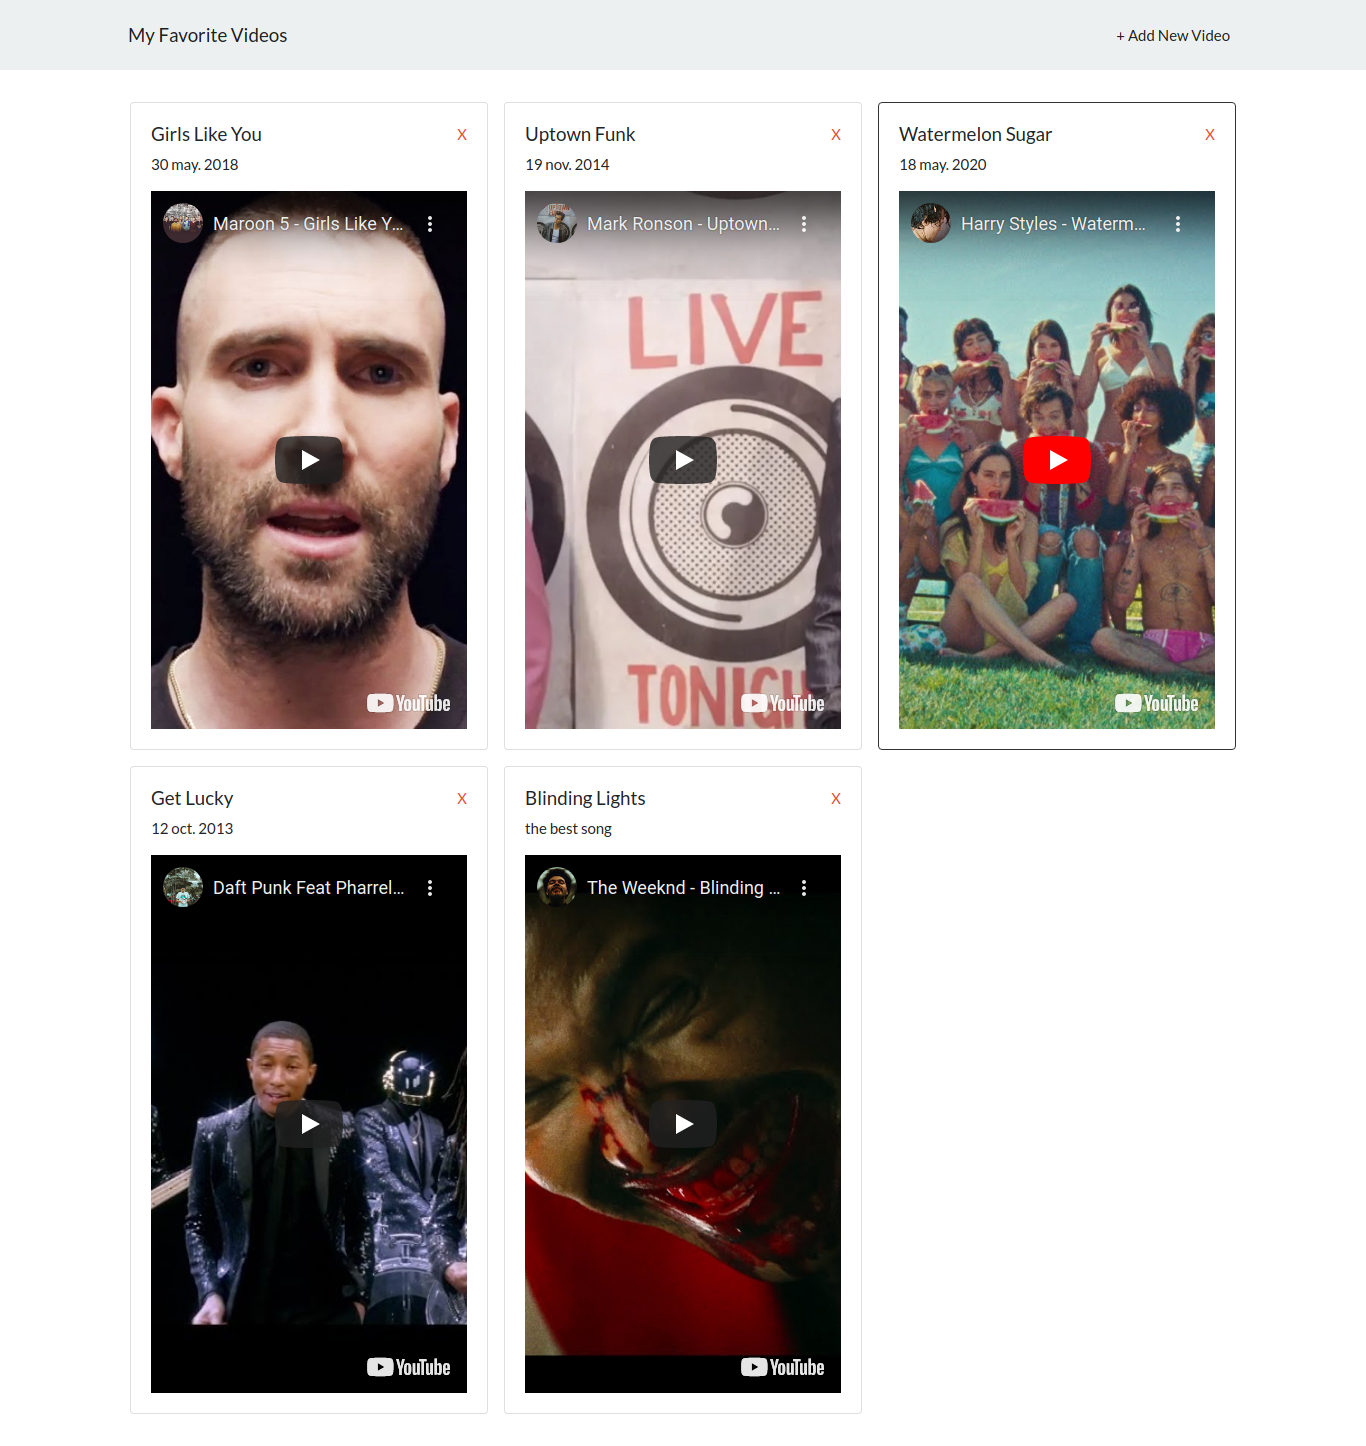 My Favorite Videos
+ Add New Video
Girls Like You
X
30 may. 2018
Maroon 5 - Girls Like Y...
YouTube
Uptown Funk
X
19 nov. 2014
Mark Ronson - Uptown...
LIVE
TONIGH
YouTube
Watermelon Sugar
X
18 may. 2020
Harry Styles - Waterm...
YouTube
Get Lucky
X
12 oct. 2013
Daft Punk Feat Pharrel...
YouTube
Blinding Lights
X
the best song
The Weeknd - Blinding ...
YouTube